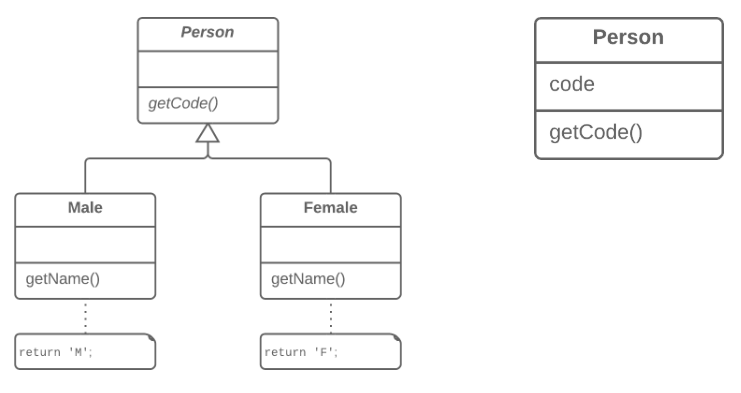 Person
getCode()
Male
getName()
return 'M';
Female
getName()
return 'F';
Person
code
getCode()